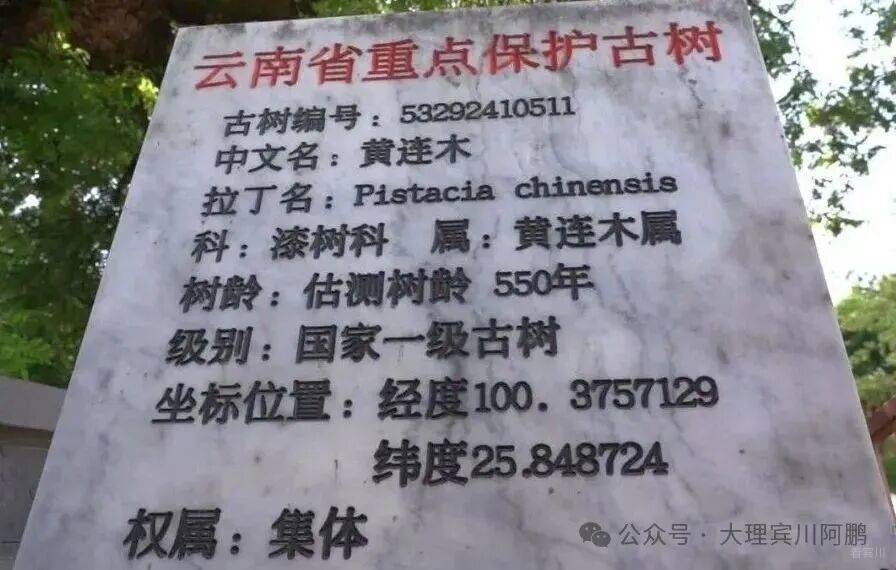 云南省重点保护古树
古树编号：53292410511
中文名：黄连木
拉丁名：Pistacia chinensis
科：漆树科 属：黄连木属
树龄：估测树龄 550年
级别：国家一级古树
坐标位置：经度100.3757129
纬度25.848724
权属：集体
公众号 · 大理宾川阿鹏
看宾川